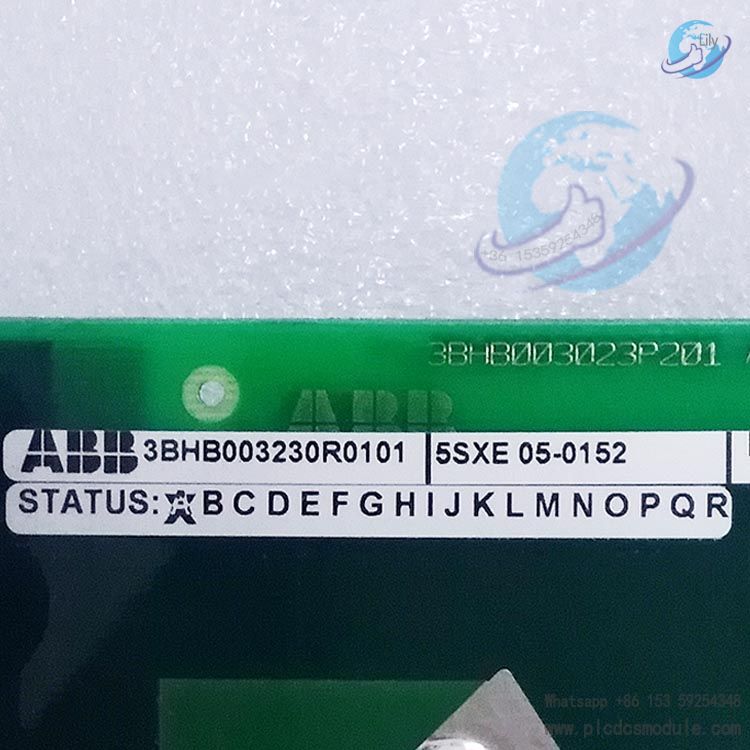 Lily
+86 15359254348
3BHB003023P201
ABB
ABB 3BHB003230R0101 5SXE 05-0152
STATUS: A B C D E F G H I J K L M N O P Q R
Whatsapp +86 153 59254348
www.plcdcsmodule.com